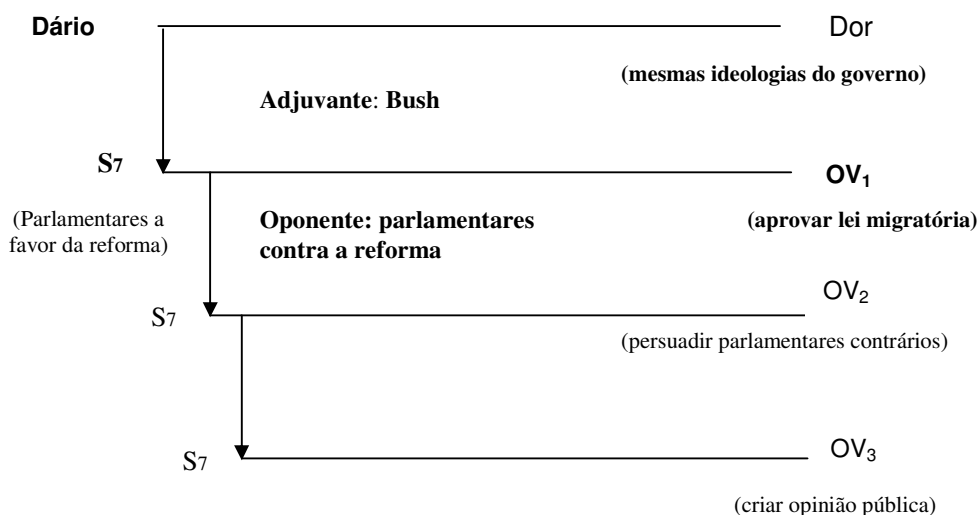 Dário Dor
(mesmas ideologias do governo)
Adjuvante: Bush
S7 OV1
(Parlamentares a
favor da reforma)
Oponente: parlamentares
contra a reforma
(aprovar lei migratória)
S7 OV2
(persuadir parlamentares contrários)
S7 OV3
(criar opinião pública)